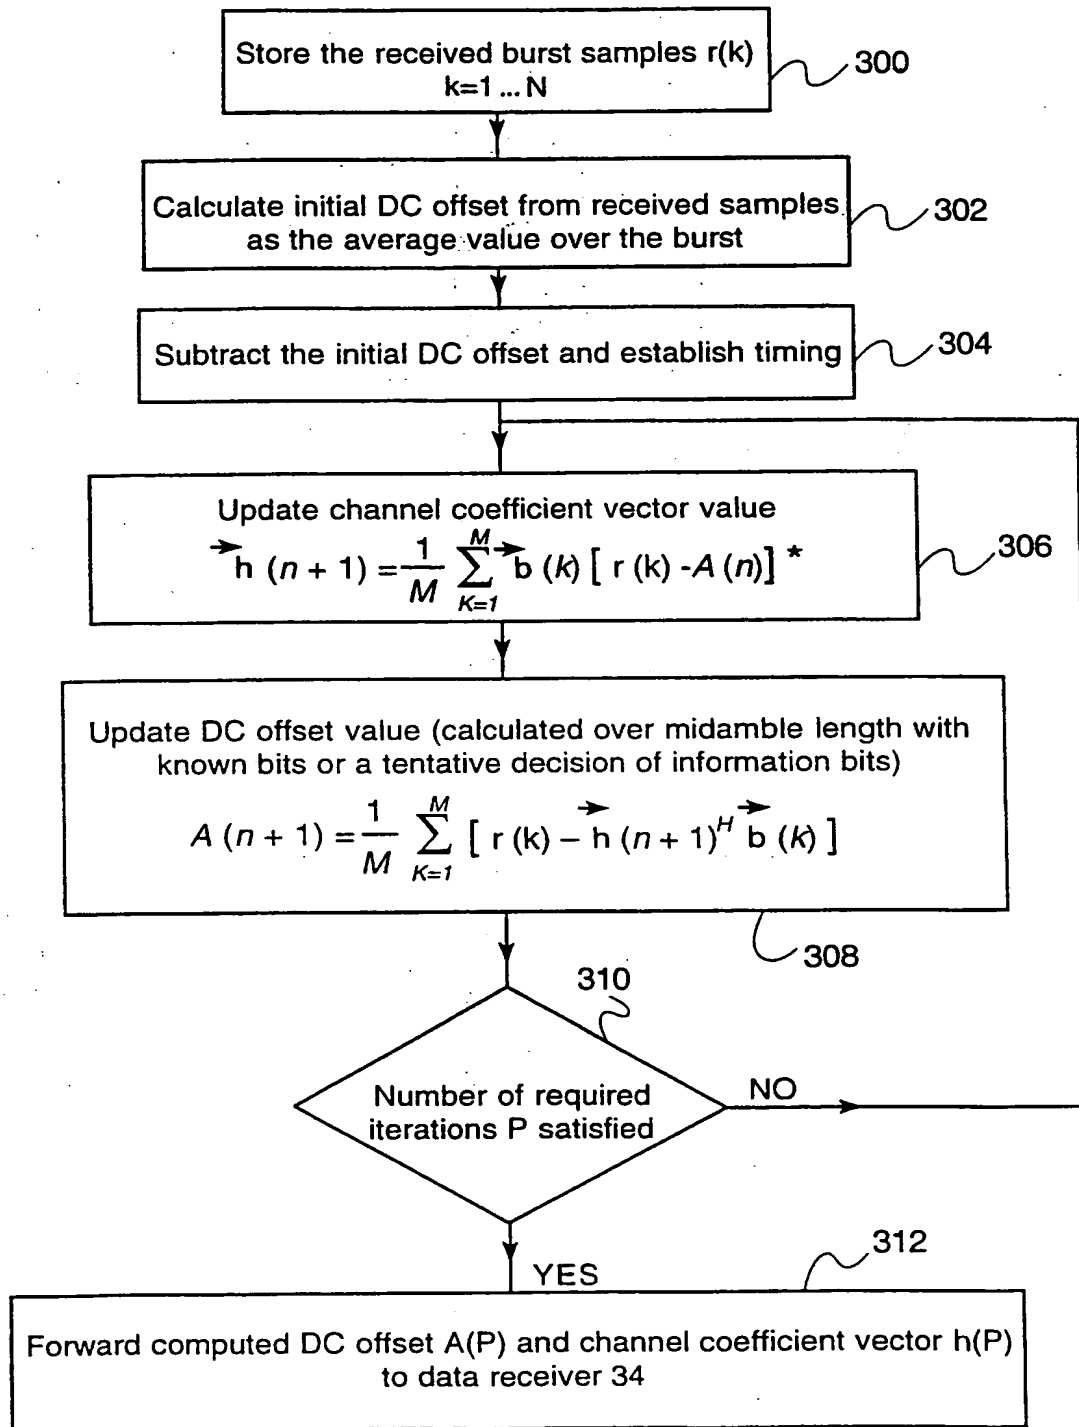 Store the received burst samples r(k)
k=1 ... N
300
Calculate initial DC offset from received samples
as the average value over the burst
302
Subtract the initial DC offset and establish timing
304
Update channel coefficient vector value
h⃗ (n + 1) = 1/M ∑_{K=1}^{M} b⃗ (k) [ r (k) -A (n)] *
306
Update DC offset value (calculated over midamble length with
known bits or a tentative decision of information bits)
A (n + 1) = 1/M ∑_{K=1}^{M} [ r (k) – h⃗ (n + 1)^H b⃗ (k) ]
308
310
Number of required
iterations P satisfied
NO
YES
312
Forward computed DC offset A(P) and channel coefficient vector h(P)
to data receiver 34